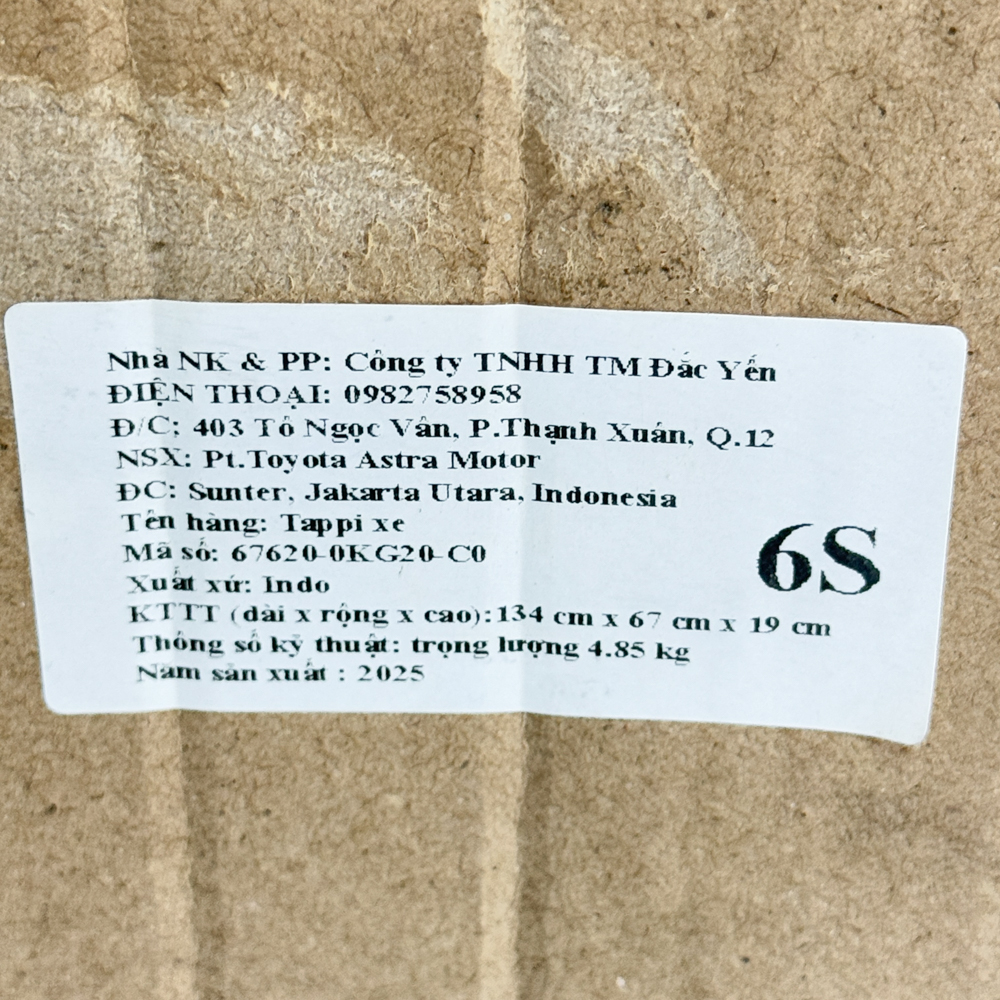 Nhà NK & PP: Công ty TNHH TM Đắc Yến
ĐIỆN THOẠI: 0982758958
Đ/C: 403 Tô Ngọc Vân, P.Thạnh Xuân, Q.12
NSX: Pt.Toyota Astra Motor
ĐC: Sunter, Jakarta Utara, Indonesia
Tên hàng: Tappi xe
Mã số: 67620-0KG20-C0
6S
Xuất xứ: Indo
KTTT (dài x rộng x cao):134 cm x 67 cm x 19 cm
Thông số kỹ thuật: trọng lượng 4.85 kg
Năm sản xuất : 2025